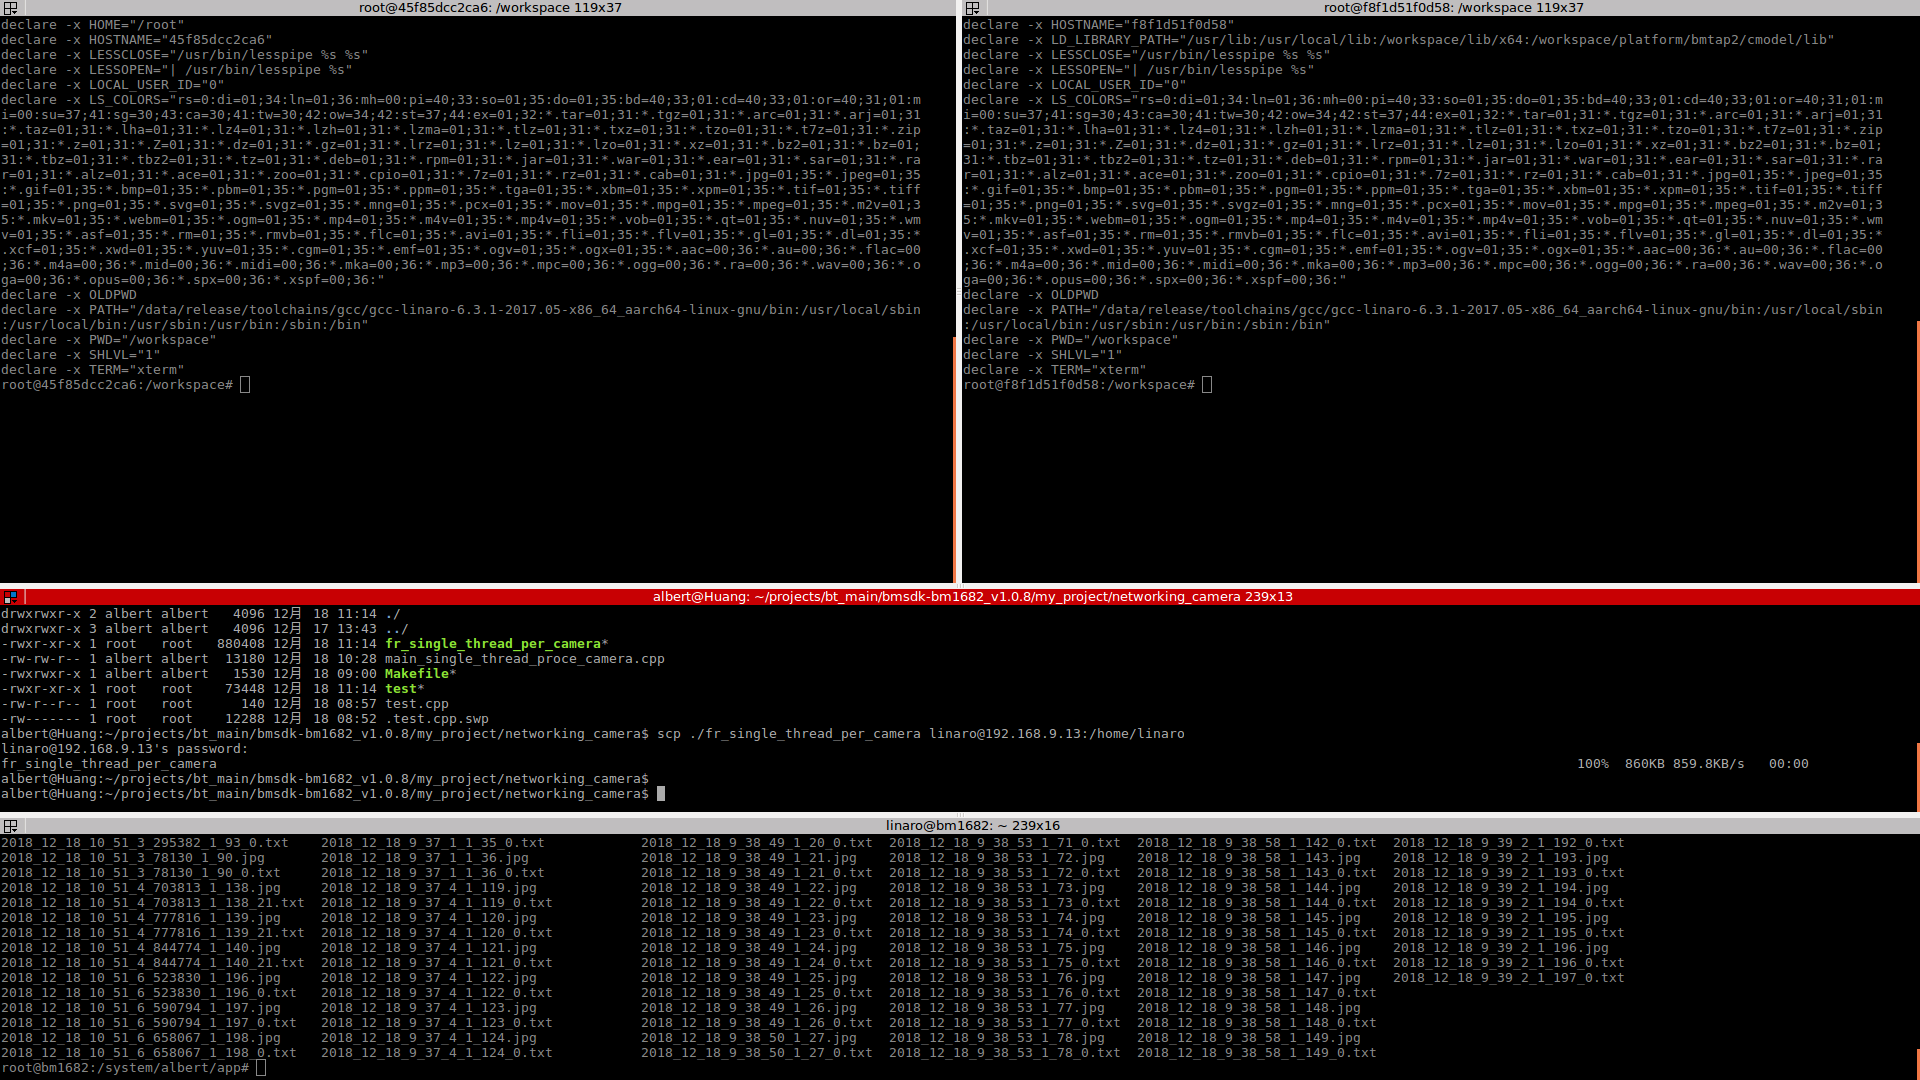 root@45f85dcc2ca6: /workspace 119x37
declare -x HOME="/root"
declare -x HOSTNAME="45f85dcc2ca6"
declare -x LESSCLOSE="/usr/bin/lesspipe %s %s"
declare -x LESSOPEN="| /usr/bin/lesspipe %s"
declare -x LOCAL_USER_ID="0"
declare -x LS_COLORS="rs=0:di=01;34:ln=01;36:mh=00:pi=40;33:so=01;35:do=01;35:bd=40;33;01:cd=40;33;01:or=40;31;01:m
i=00:su=37;41:sg=30;43:ca=30;41:tw=30;42:ow=34;42:st=37;44:ex=01;32:*.tar=01;31:*.tgz=01;31:*.arc=01;31:*.arj=01;31
:*.taz=01;31:*.lha=01;31:*.lz4=01;31:*.lzh=01;31:*.lzma=01;31:*.tlz=01;31:*.txz=01;31:*.tzo=01;31:*.t7z=01;31:*.zip
=01;31:*.z=01;31:*.Z=01;31:*.dz=01;31:*.gz=01;31:*.lrz=01;31:*.lz=01;31:*.lzo=01;31:*.xz=01;31:*.bz2=01;31:*.bz=01;
31:*.tbz=01;31:*.tbz2=01;31:*.tz=01;31:*.deb=01;31:*.rpm=01;31:*.jar=01;31:*.war=01;31:*.ear=01;31:*.sar=01;31:*.ra
r=01;31:*.alz=01;31:*.ace=01;31:*.zoo=01;31:*.cpio=01;31:*.7z=01;31:*.rz=01;31:*.cab=01;31:*.jpg=01;35:*.jpeg=01;35
:*.gif=01;35:*.bmp=01;35:*.pbm=01;35:*.pgm=01;35:*.ppm=01;35:*.tga=01;35:*.xbm=01;35:*.xpm=01;35:*.tif=01;35:*.tiff
=01;35:*.png=01;35:*.svg=01;35:*.svgz=01;35:*.mng=01;35:*.pcx=01;35:*.mov=01;35:*.mpg=01;35:*.mpeg=01;35:*.m2v=01;3
5:*.mkv=01;35:*.webm=01;35:*.ogm=01;35:*.mp4=01;35:*.m4v=01;35:*.mp4v=01;35:*.vob=01;35:*.qt=01;35:*.nuv=01;35:*.wm
v=01;35:*.asf=01;35:*.rm=01;35:*.rmvb=01;35:*.flc=01;35:*.avi=01;35:*.fli=01;35:*.flv=01;35:*.gl=01;35:*.dl=01;35:*
.xcf=01;35:*.xwd=01;35:*.yuv=01;35:*.cgm=01;35:*.emf=01;35:*.ogv=01;35:*.ogx=01;35:*.aac=00;36:*.au=00;36:*.flac=00
;36:*.m4a=00;36:*.mid=00;36:*.midi=00;36:*.mka=00;36:*.mp3=00;36:*.mpc=00;36:*.ogg=00;36:*.ra=00;36:*.wav=00;36:*.o
ga=00;36:*.opus=00;36:*.spx=00;36:*.xspf=00;36:"
declare -x OLDPWD
declare -x PATH="/data/release/toolchains/gcc/gcc-linaro-6.3.1-2017.05-x86_64_aarch64-linux-gnu/bin:/usr/local/sbin
:/usr/local/bin:/usr/sbin:/usr/bin:/sbin:/bin"
declare -x PWD="/workspace"
declare -x SHLVL="1"
declare -x TERM="xterm"
root@45f85dcc2ca6:/workspace#
root@f8f1d51f0d58: /workspace 119x37
declare -x HOSTNAME="f8f1d51f0d58"
declare -x LD_LIBRARY_PATH="/usr/lib:/usr/local/lib:/workspace/lib/x64:/workspace/platform/bmtap2/cmodel/lib"
declare -x LESSCLOSE="/usr/bin/lesspipe %s %s"
declare -x LESSOPEN="| /usr/bin/lesspipe %s"
declare -x LOCAL_USER_ID="0"
declare -x LS_COLORS="rs=0:di=01;34:ln=01;36:mh=00:pi=40;33:so=01;35:do=01;35:bd=40;33;01:cd=40;33;01:or=40;31;01:m
i=00:su=37;41:sg=30;43:ca=30;41:tw=30;42:ow=34;42:st=37;44:ex=01;32:*.tar=01;31:*.tgz=01;31:*.arc=01;31:*.arj=01;31
:*.taz=01;31:*.lha=01;31:*.lz4=01;31:*.lzh=01;31:*.lzma=01;31:*.tlz=01;31:*.txz=01;31:*.tzo=01;31:*.t7z=01;31:*.zip
=01;31:*.z=01;31:*.Z=01;31:*.dz=01;31:*.gz=01;31:*.lrz=01;31:*.lz=01;31:*.lzo=01;31:*.xz=01;31:*.bz2=01;31:*.bz=01;
31:*.tbz=01;31:*.tbz2=01;31:*.tz=01;31:*.deb=01;31:*.rpm=01;31:*.jar=01;31:*.war=01;31:*.ear=01;31:*.sar=01;31:*.ra
r=01;31:*.alz=01;31:*.ace=01;31:*.zoo=01;31:*.cpio=01;31:*.7z=01;31:*.rz=01;31:*.cab=01;31:*.jpg=01;35:*.jpeg=01;35
:*.gif=01;35:*.bmp=01;35:*.pbm=01;35:*.pgm=01;35:*.ppm=01;35:*.tga=01;35:*.xbm=01;35:*.xpm=01;35:*.tif=01;35:*.tiff
=01;35:*.png=01;35:*.svg=01;35:*.svgz=01;35:*.mng=01;35:*.pcx=01;35:*.mov=01;35:*.mpg=01;35:*.mpeg=01;35:*.m2v=01;3
5:*.mkv=01;35:*.webm=01;35:*.ogm=01;35:*.mp4=01;35:*.m4v=01;35:*.mp4v=01;35:*.vob=01;35:*.qt=01;35:*.nuv=01;35:*.wm
v=01;35:*.asf=01;35:*.rm=01;35:*.rmvb=01;35:*.flc=01;35:*.avi=01;35:*.fli=01;35:*.flv=01;35:*.gl=01;35:*.dl=01;35:*
.xcf=01;35:*.xwd=01;35:*.yuv=01;35:*.cgm=01;35:*.emf=01;35:*.ogv=01;35:*.ogx=01;35:*.aac=00;36:*.au=00;36:*.flac=00
;36:*.m4a=00;36:*.mid=00;36:*.midi=00;36:*.mka=00;36:*.mp3=00;36:*.mpc=00;36:*.ogg=00;36:*.ra=00;36:*.wav=00;36:*.o
ga=00;36:*.opus=00;36:*.spx=00;36:*.xspf=00;36:"
declare -x OLDPWD
declare -x PATH="/data/release/toolchains/gcc/gcc-linaro-6.3.1-2017.05-x86_64_aarch64-linux-gnu/bin:/usr/local/sbin
:/usr/local/bin:/usr/sbin:/usr/bin:/sbin:/bin"
declare -x PWD="/workspace"
declare -x SHLVL="1"
declare -x TERM="xterm"
root@f8f1d51f0d58:/workspace#
albert@Huang: ~/projects/bt_main/bmsdk-bm1682_v1.0.8/my_project/networking_camera 239x13
drwxrwxr-x 2 albert albert   4096 12月 18 11:14 ./
drwxrwxr-x 3 albert albert   4096 12月 17 13:43 ../
-rwxr-xr-x 1 root   root   880408 12月 18 11:14 fr_single_thread_per_camera*
-rw-rw-r-- 1 albert albert  13180 12月 18 10:28 main_single_thread_proce_camera.cpp
-rwxrwxr-x 1 albert albert   1530 12月 18 09:00 Makefile*
-rwxr-xr-x 1 root   root    73448 12月 18 11:14 test*
-rw-r--r-- 1 root   root      140 12月 18 08:57 test.cpp
-rw------- 1 root   root    12288 12月 18 08:52 .test.cpp.swp
albert@Huang:~/projects/bt_main/bmsdk-bm1682_v1.0.8/my_project/networking_camera$ scp ./fr_single_thread_per_camera linaro@192.168.9.13:/home/linaro
linaro@192.168.9.13's password:
fr_single_thread_per_camera 100%  860KB 859.8KB/s   00:00
albert@Huang:~/projects/bt_main/bmsdk-bm1682_v1.0.8/my_project/networking_camera$
albert@Huang:~/projects/bt_main/bmsdk-bm1682_v1.0.8/my_project/networking_camera$
linaro@bm1682: ~ 239x16
2018_12_18_10_51_3_295382_1_93_0.txt 2018_12_18_9_37_1_1_35_0.txt 2018_12_18_9_38_49_1_20_0.txt 2018_12_18_9_38_53_1_71_0.txt 2018_12_18_9_38_58_1_142_0.txt 2018_12_18_9_39_2_1_192_0.txt
2018_12_18_10_51_3_78130_1_90.jpg 2018_12_18_9_37_1_1_36.jpg 2018_12_18_9_38_49_1_21.jpg 2018_12_18_9_38_53_1_72.jpg 2018_12_18_9_38_58_1_143.jpg 2018_12_18_9_39_2_1_193.jpg
2018_12_18_10_51_3_78130_1_90_0.txt 2018_12_18_9_37_1_1_36_0.txt 2018_12_18_9_38_49_1_21_0.txt 2018_12_18_9_38_53_1_72_0.txt 2018_12_18_9_38_58_1_143_0.txt 2018_12_18_9_39_2_1_193_0.txt
2018_12_18_10_51_4_703813_1_138.jpg 2018_12_18_9_37_4_1_119.jpg 2018_12_18_9_38_49_1_22.jpg 2018_12_18_9_38_53_1_73.jpg 2018_12_18_9_38_58_1_144.jpg 2018_12_18_9_39_2_1_194.jpg
2018_12_18_10_51_4_703813_1_138_21.txt 2018_12_18_9_37_4_1_119_0.txt 2018_12_18_9_38_49_1_22_0.txt 2018_12_18_9_38_53_1_73_0.txt 2018_12_18_9_38_58_1_144_0.txt 2018_12_18_9_39_2_1_194_0.txt
2018_12_18_10_51_4_777816_1_139.jpg 2018_12_18_9_37_4_1_120.jpg 2018_12_18_9_38_49_1_23.jpg 2018_12_18_9_38_53_1_74.jpg 2018_12_18_9_38_58_1_145.jpg 2018_12_18_9_39_2_1_195.jpg
2018_12_18_10_51_4_777816_1_139_21.txt 2018_12_18_9_37_4_1_120_0.txt 2018_12_18_9_38_49_1_23_0.txt 2018_12_18_9_38_53_1_74_0.txt 2018_12_18_9_38_58_1_145_0.txt 2018_12_18_9_39_2_1_195_0.txt
2018_12_18_10_51_4_844774_1_140.jpg 2018_12_18_9_37_4_1_121.jpg 2018_12_18_9_38_49_1_24.jpg 2018_12_18_9_38_53_1_75.jpg 2018_12_18_9_38_58_1_146.jpg 2018_12_18_9_39_2_1_196.jpg
2018_12_18_10_51_4_844774_1_140_21.txt 2018_12_18_9_37_4_1_121_0.txt 2018_12_18_9_38_49_1_24_0.txt 2018_12_18_9_38_53_1_75_0.txt 2018_12_18_9_38_58_1_146_0.txt 2018_12_18_9_39_2_1_196_0.txt
2018_12_18_10_51_6_523830_1_196.jpg 2018_12_18_9_37_4_1_122.jpg 2018_12_18_9_38_49_1_25.jpg 2018_12_18_9_38_53_1_76.jpg 2018_12_18_9_38_58_1_147.jpg 2018_12_18_9_39_2_1_197_0.txt
2018_12_18_10_51_6_523830_1_196_0.txt 2018_12_18_9_37_4_1_122_0.txt 2018_12_18_9_38_49_1_25_0.txt 2018_12_18_9_38_53_1_76_0.txt 2018_12_18_9_38_58_1_147_0.txt
2018_12_18_10_51_6_590794_1_197.jpg 2018_12_18_9_37_4_1_123.jpg 2018_12_18_9_38_49_1_26.jpg 2018_12_18_9_38_53_1_77.jpg 2018_12_18_9_38_58_1_148.jpg
2018_12_18_10_51_6_590794_1_197_0.txt 2018_12_18_9_37_4_1_123_0.txt 2018_12_18_9_38_49_1_26_0.txt 2018_12_18_9_38_53_1_77_0.txt 2018_12_18_9_38_58_1_148_0.txt
2018_12_18_10_51_6_658067_1_198.jpg 2018_12_18_9_37_4_1_124.jpg 2018_12_18_9_38_50_1_27.jpg 2018_12_18_9_38_53_1_78.jpg 2018_12_18_9_38_58_1_149.jpg
2018_12_18_10_51_6_658067_1_198_0.txt 2018_12_18_9_37_4_1_124_0.txt 2018_12_18_9_38_50_1_27_0.txt 2018_12_18_9_38_53_1_78_0.txt 2018_12_18_9_38_58_1_149_0.txt
root@bm1682:/system/albert/app#